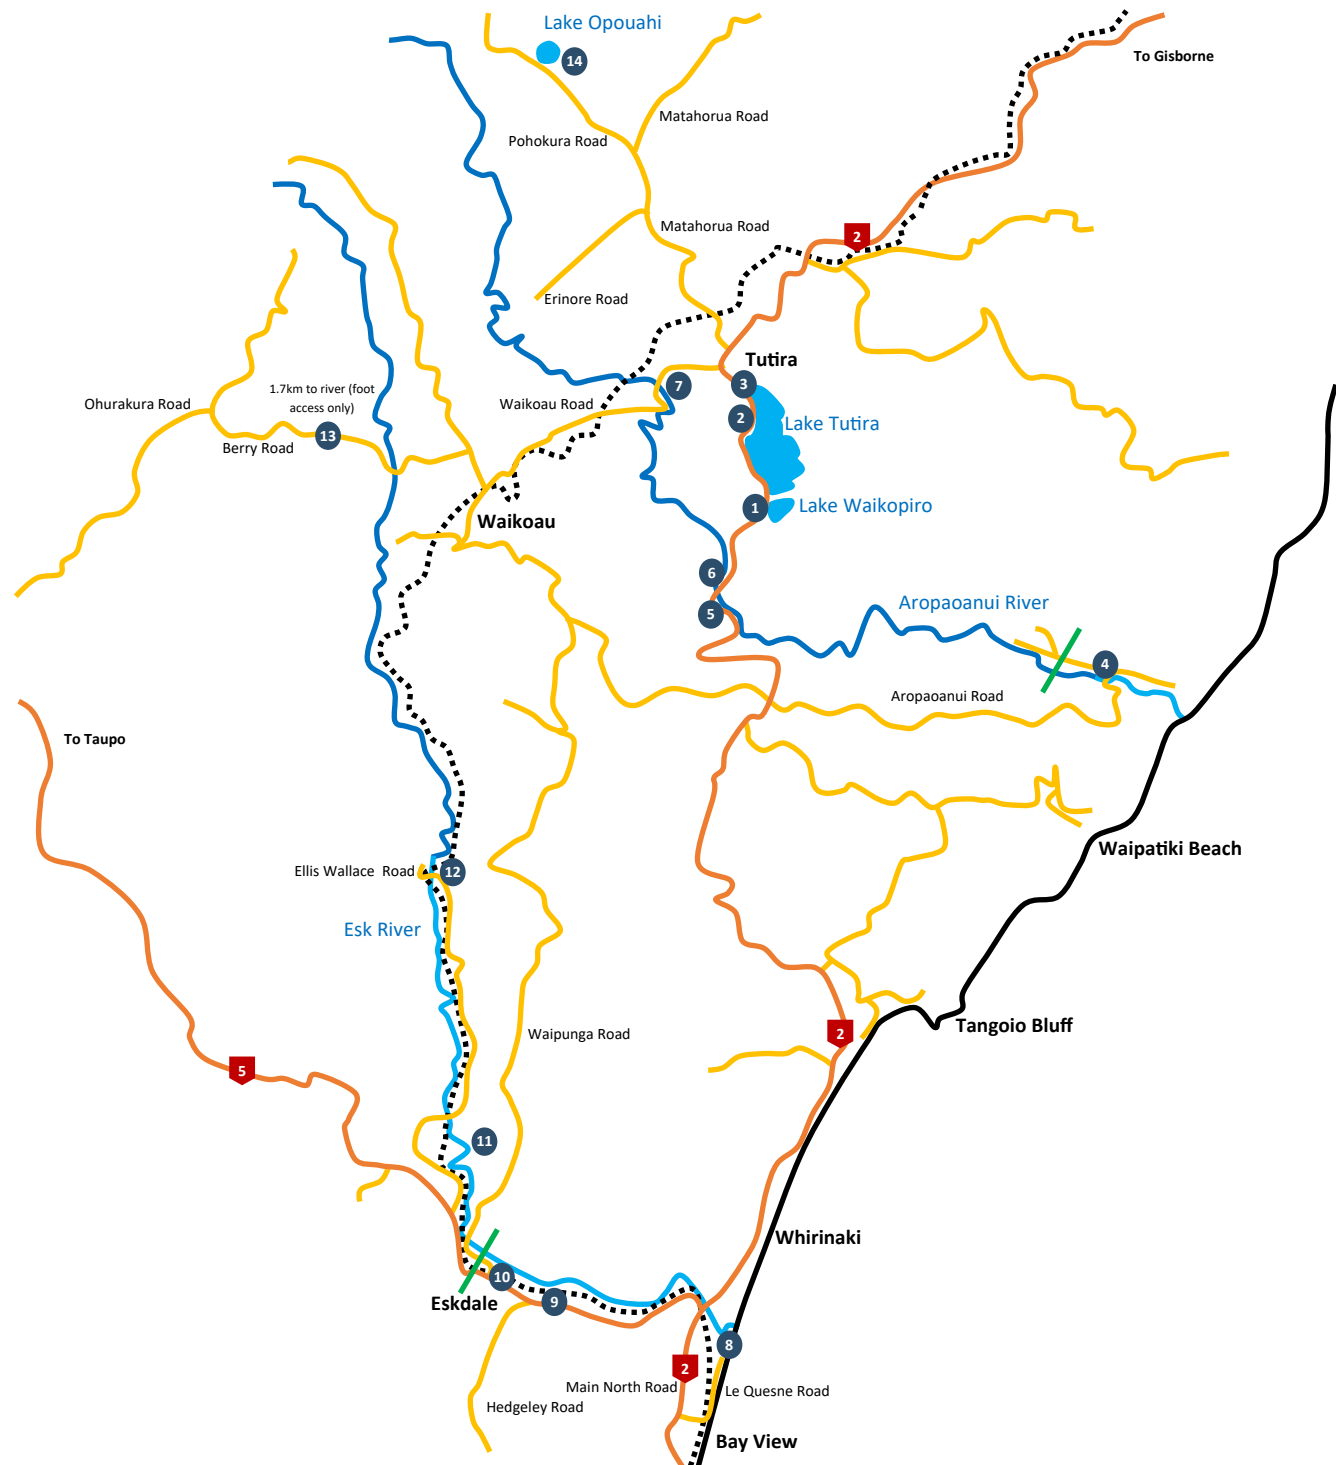 Lake Opouahi
14
To Gisborne
Matahorua Road
Pohokura Road
Matahorua Road
2
Erinore Road
Tutira
3
7
1.7km to river (foot
access only)
Ohurakura Road
Waikoau Road
2
Lake Tutira
13
Berry Road
1
Lake Waikopiro
Waikoau
6
Aropaoanui River
5
4
Aropaoanui Road
To Taupo
Waipatiki Beach
Ellis Wallace Road
12
Esk River
Tangoio Bluff
2
Waipunga Road
5
11
Whirinaki
10
Eskdale
9
8
2
Main North Road
Le Quesne Road
Hedgeley Road
Bay View